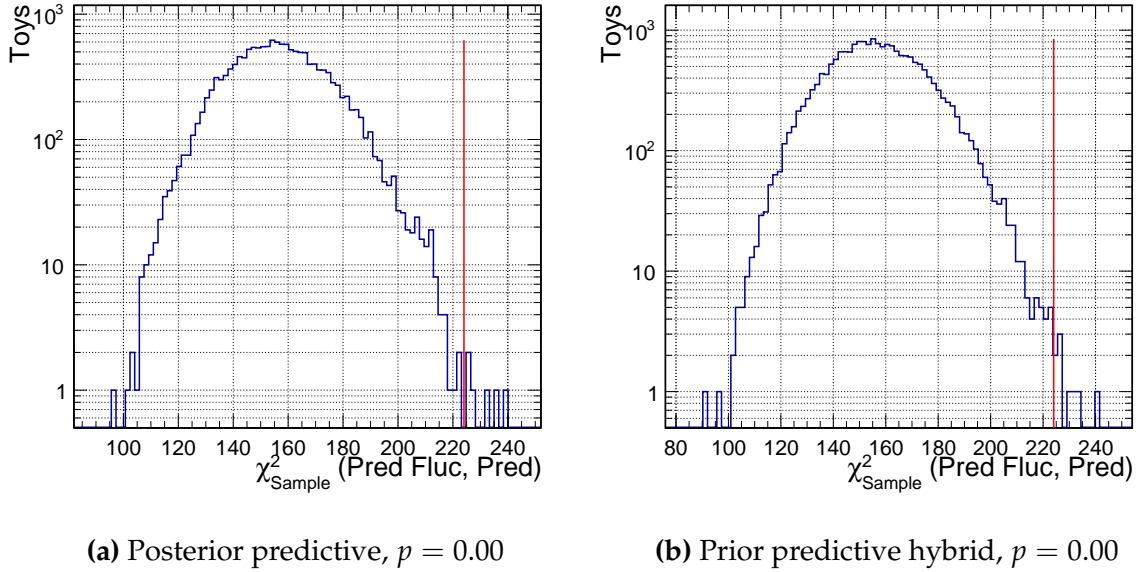 Toys
10³
10²
10
1
100 120 140 160 180 200 220 240
χ²Sample (Pred Fluc, Pred)
(a) Posterior predictive, p = 0.00
Toys
10³
10²
10
1
80 100 120 140 160 180 200 220 240
χ²Sample (Pred Fluc, Pred)
(b) Prior predictive hybrid, p = 0.00